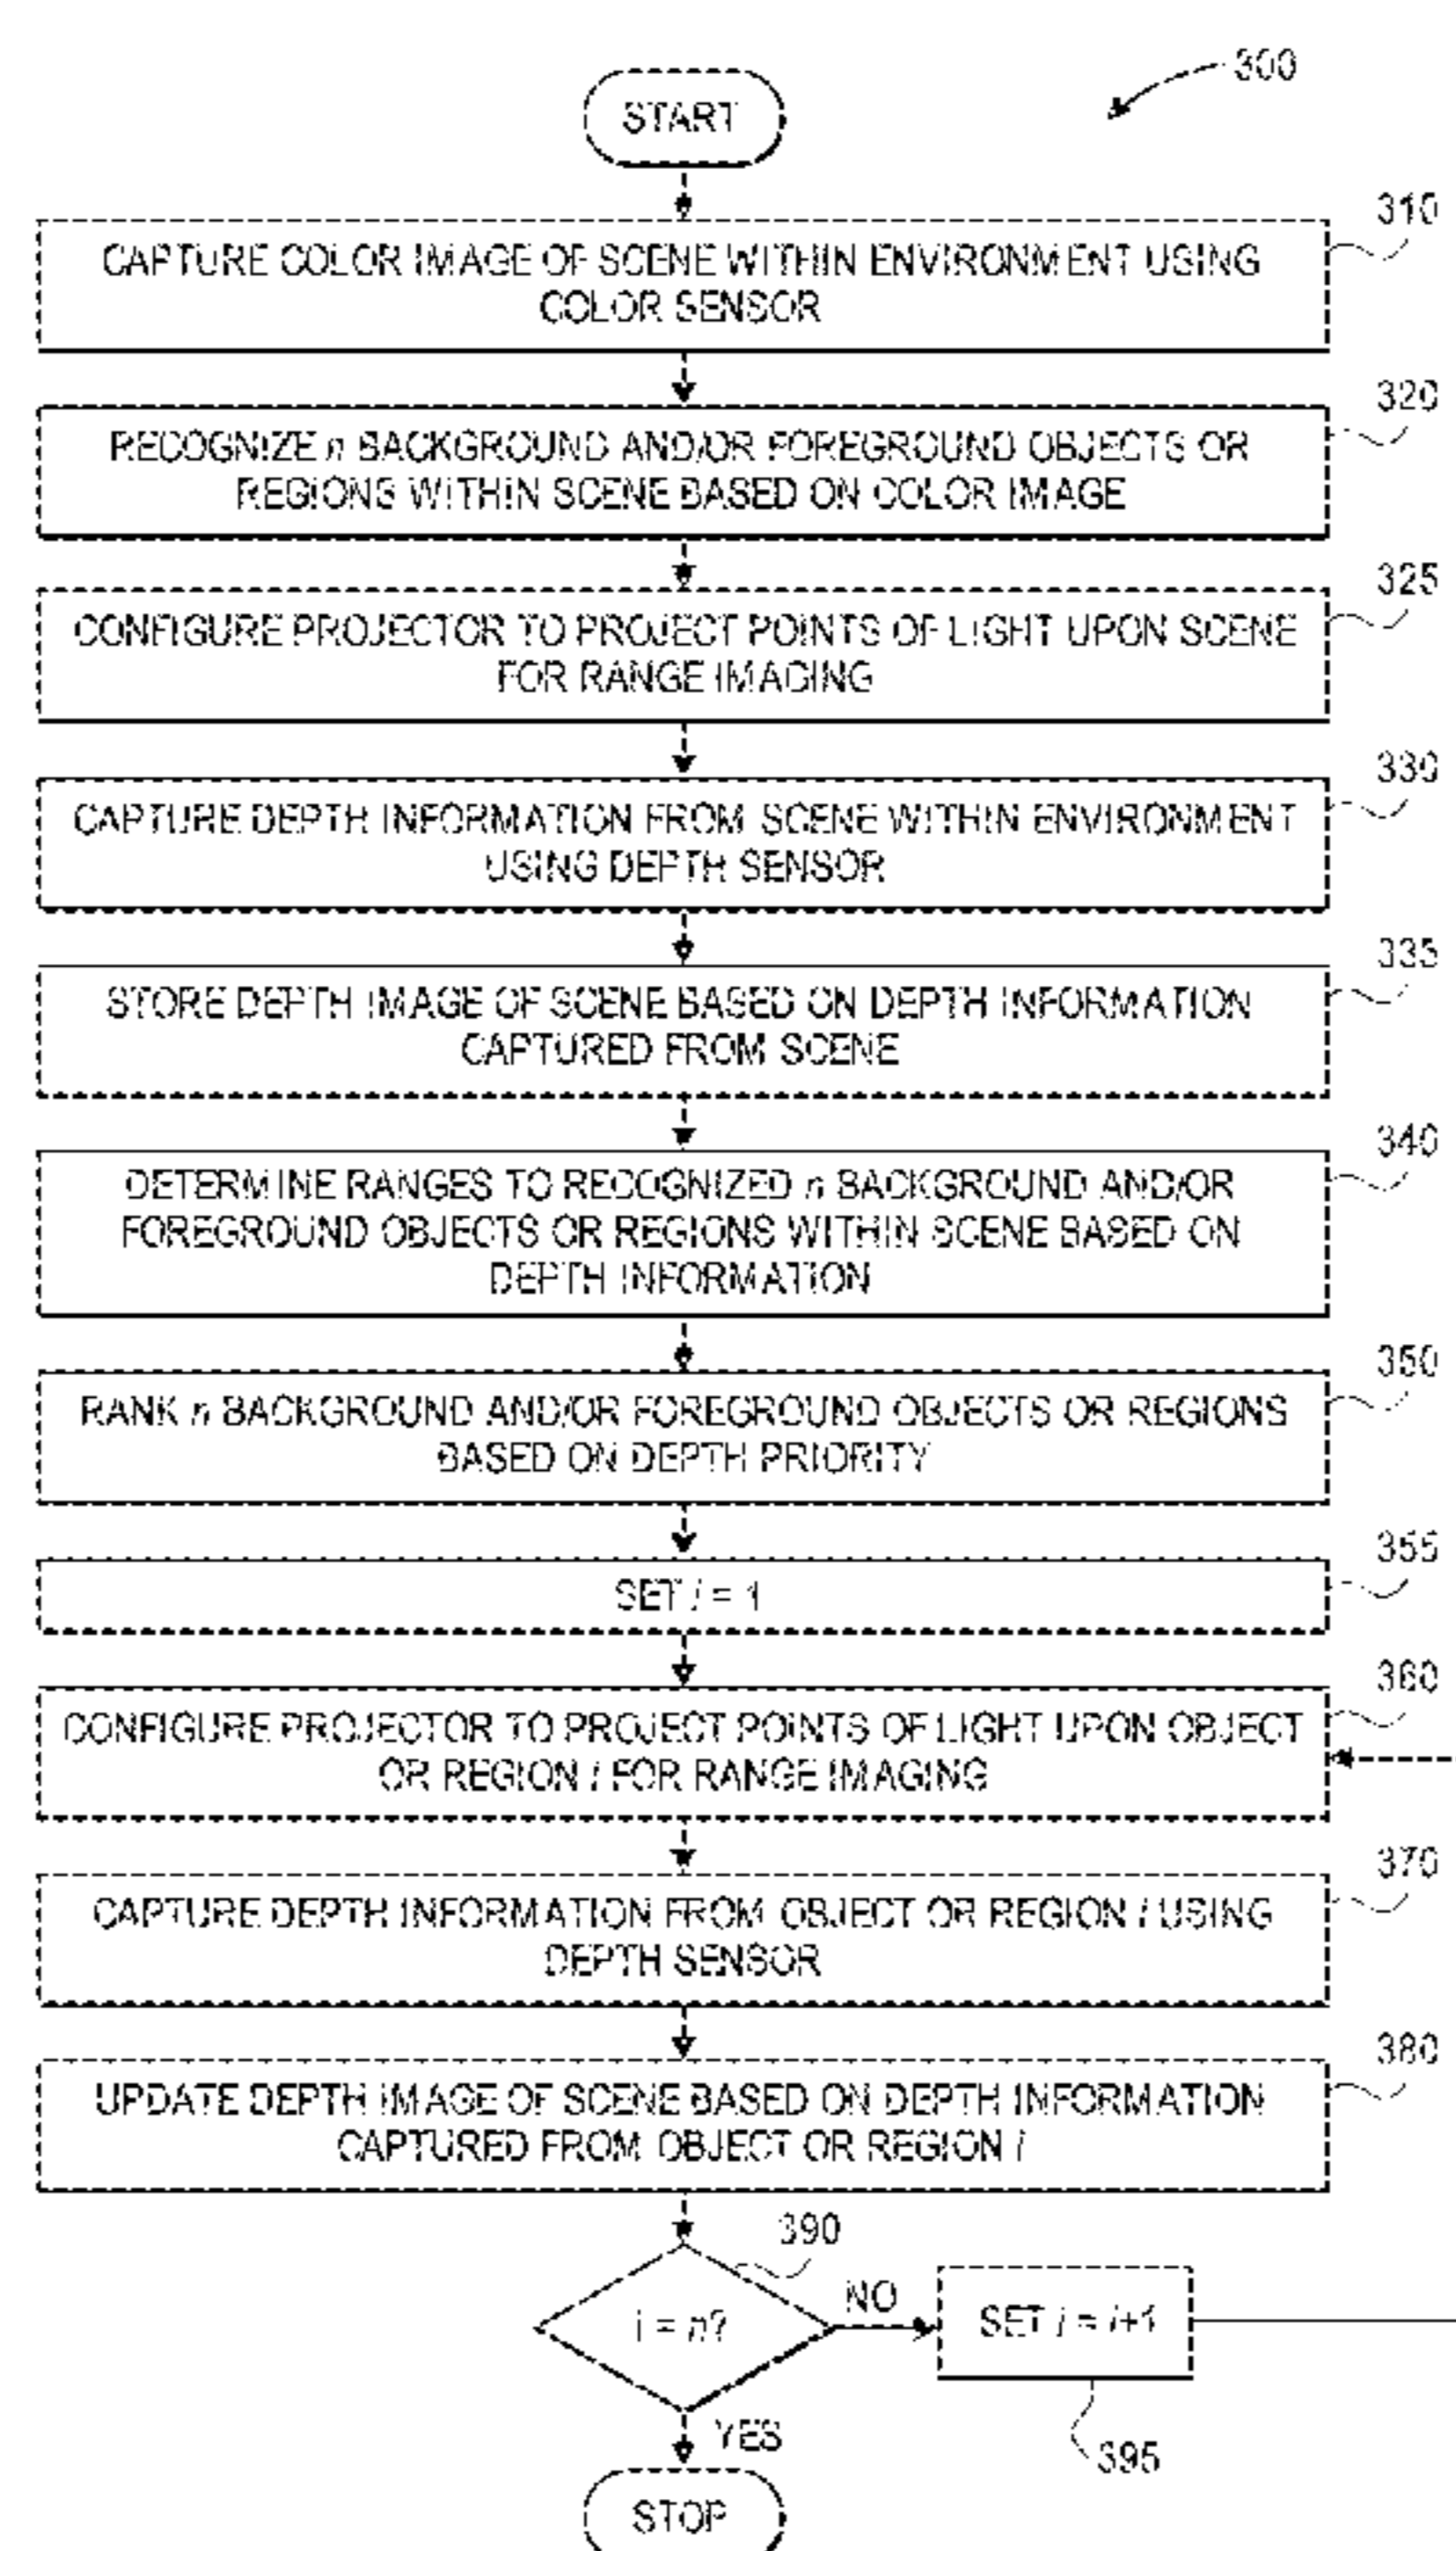 300
START
310
CAPTURE COLOR IMAGE OF SCENE WITHIN ENVIRONMENT USING
COLOR SENSOR
320
RECOGNIZE n BACKGROUND AND/OR FOREGROUND OBJECTS OR
REGIONS WITHIN SCENE BASED ON COLOR IMAGE
325
CONFIGURE PROJECTOR TO PROJECT POINTS OF LIGHT UPON SCENE
FOR RANGE IMAGING
330
CAPTURE DEPTH INFORMATION FROM SCENE WITHIN ENVIRONMENT
USING DEPTH SENSOR
335
STORE DEPTH IMAGE OF SCENE BASED ON DEPTH INFORMATION
CAPTURED FROM SCENE
340
DETERMINE RANGES TO RECOGNIZED n BACKGROUND AND/OR
FOREGROUND OBJECTS OR REGIONS WITHIN SCENE BASED ON
DEPTH INFORMATION
350
RANK n BACKGROUND AND/OR FOREGROUND OBJECTS OR REGIONS
BASED ON DEPTH PRIORITY
355
SET i = 1
360
CONFIGURE PROJECTOR TO PROJECT POINTS OF LIGHT UPON OBJECT
OR REGION i FOR RANGE IMAGING
370
CAPTURE DEPTH INFORMATION FROM OBJECT OR REGION i USING
DEPTH SENSOR
380
UPDATE DEPTH IMAGE OF SCENE BASED ON DEPTH INFORMATION
CAPTURED FROM OBJECT OR REGION i
390
i = n?
NO
SET i = i+1
395
YES
STOP